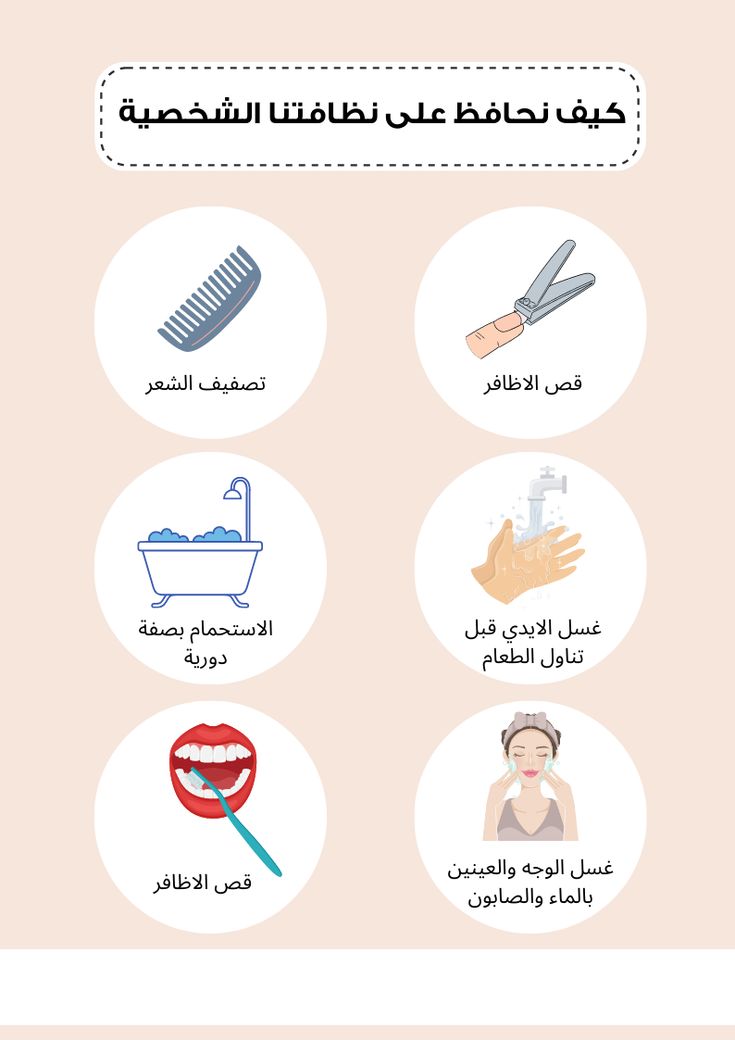 كيف نحافظ على نظافتنا الشخصية
قص الاظافر
تصفيف الشعر
غسل الايدي قبل
تناول الطعام
الاستحمام بصفة
دورية
غسل الوجه والعينين
بالماء والصابون
قص الاظافر